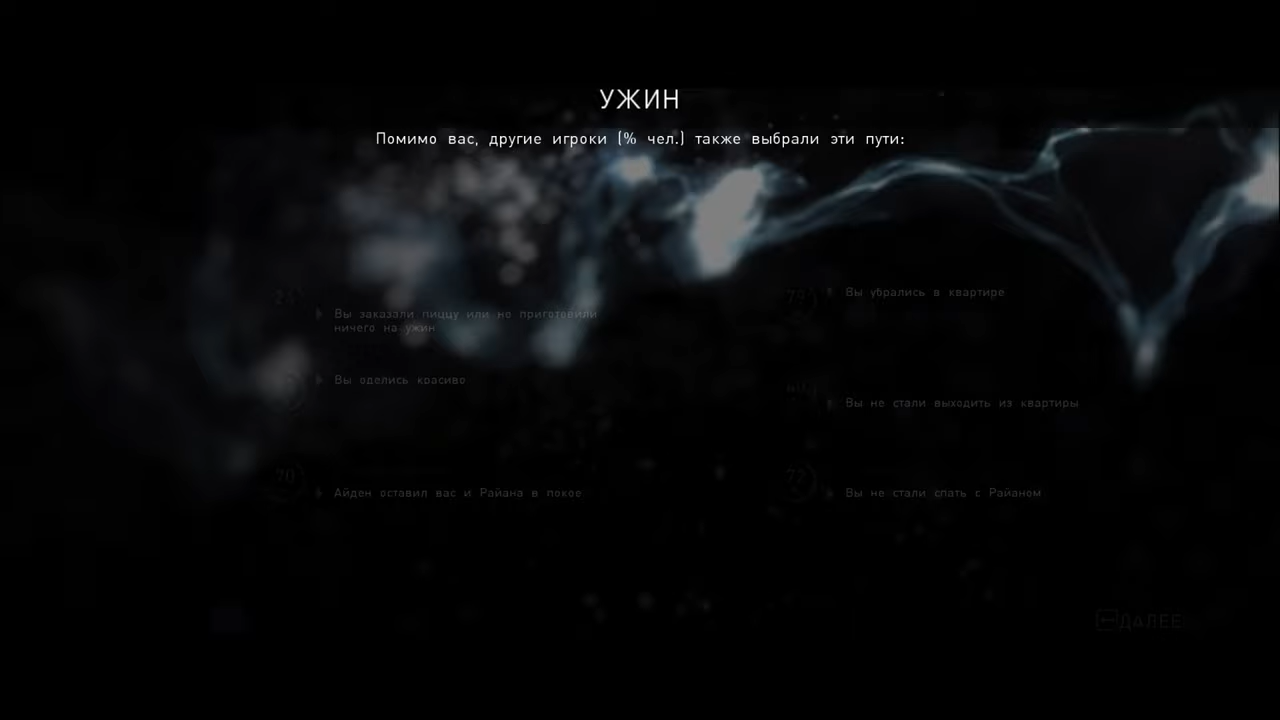 УЖИН
Помимо вас, другие игроки (% чел.) также выбрали эти пути:
Вы заказали пиццу или не приготовили
ничего на ужин
Вы оделись красиво
70
Айден оставил вас и Райана в покое
79
Вы убрались в квартире
Вы не стали выходить из квартиры
Вы не стали спать с Райаном
ДАЛЕЕ